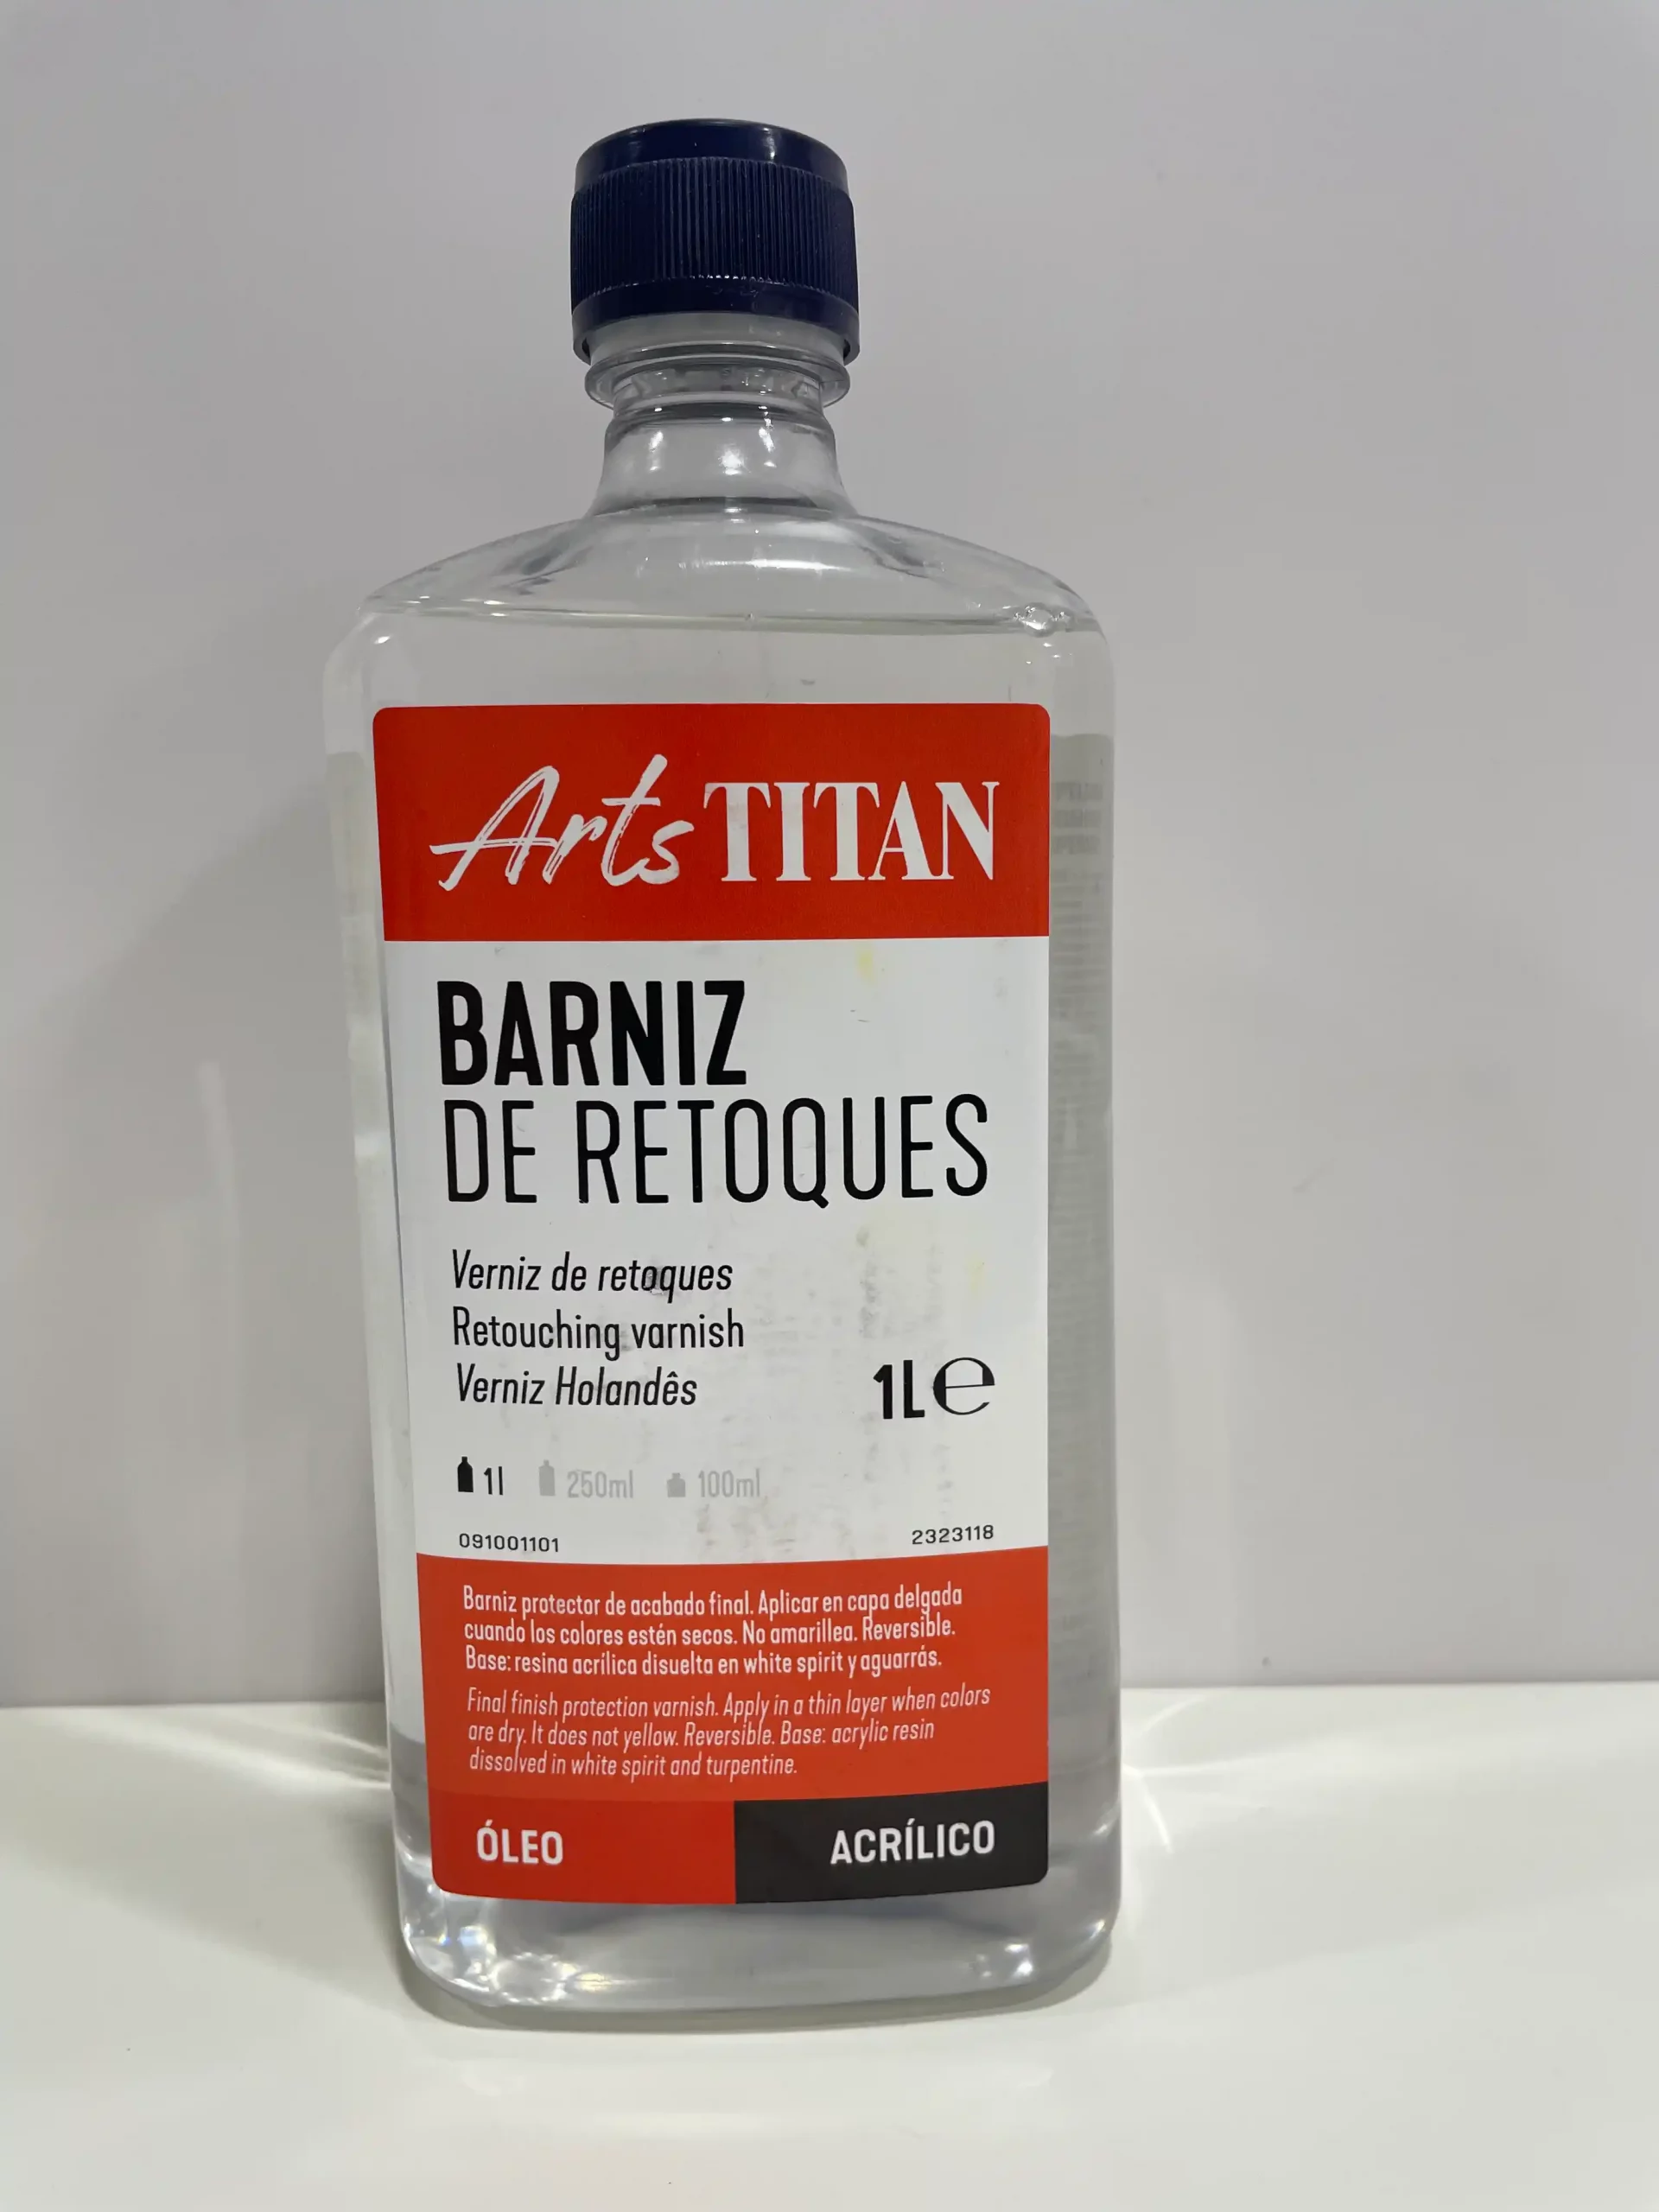 Arts TITAN
BARNIZ
DE RETOQUES
Verniz de retoques
Retouching varnish
Verniz Holandês
1L ℮
1l 250ml 100ml
091001101 2323118
Barniz protector de acabado final. Aplicar en capa delgada
cuando los colores estén secos. No amarillea. Reversible.
Base: resina acrílica disuelta en white spirit y aguarrás.
Final finish protection varnish. Apply in a thin layer when colors
are dry. It does not yellow. Reversible. Base: acrylic resin
dissolved in white spirit and turpentine.
ÓLEO ACRÍLICO